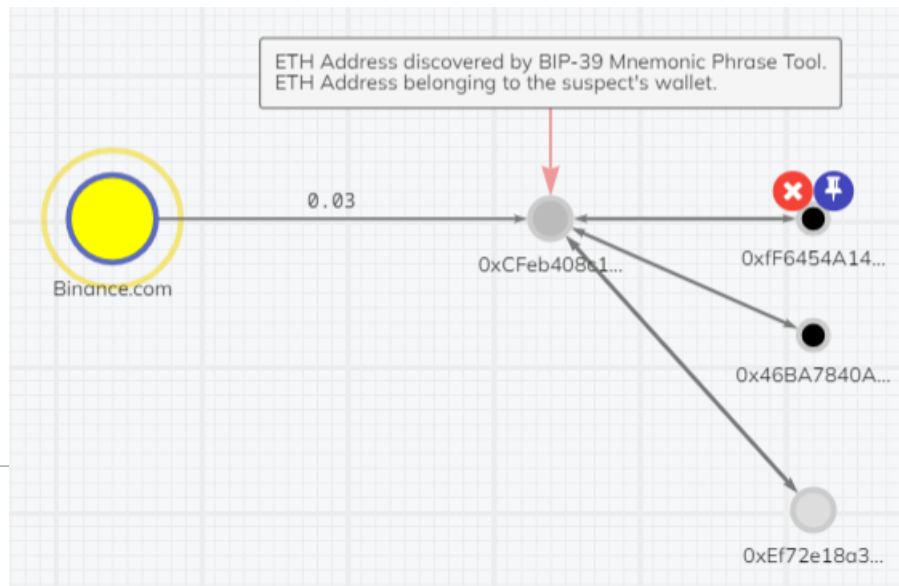 ETH Address discovered by BIP-39 Mnemonic Phrase Tool.
ETH Address belonging to the suspect's wallet.
0.03
Binance.com
0xCFeb408c1...
0xfF6454A14...
0x46BA7840A...
0xEf72e18a3...